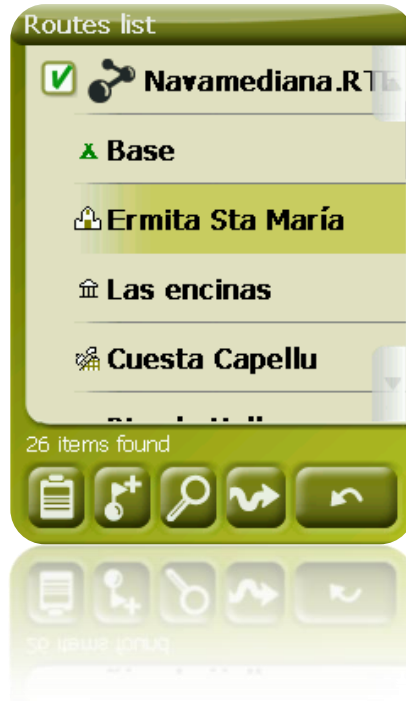 Routes list
Navamediana.RT
Base
Ermita Sta María
Las encinas
Cuesta Capellu
26 items found